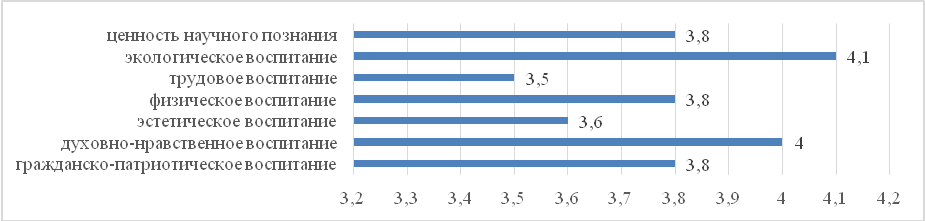 ценность научного познания 3,8
экологическое воспитание 4,1
трудовое воспитание 3,5
физическое воспитание 3,8
эстетическое воспитание 3,6
духовно-нравственное воспитание 4
гражданско-патриотическое воспитание 3,8
3,2 3,3 3,4 3,5 3,6 3,7 3,8 3,9 4 4,1 4,2